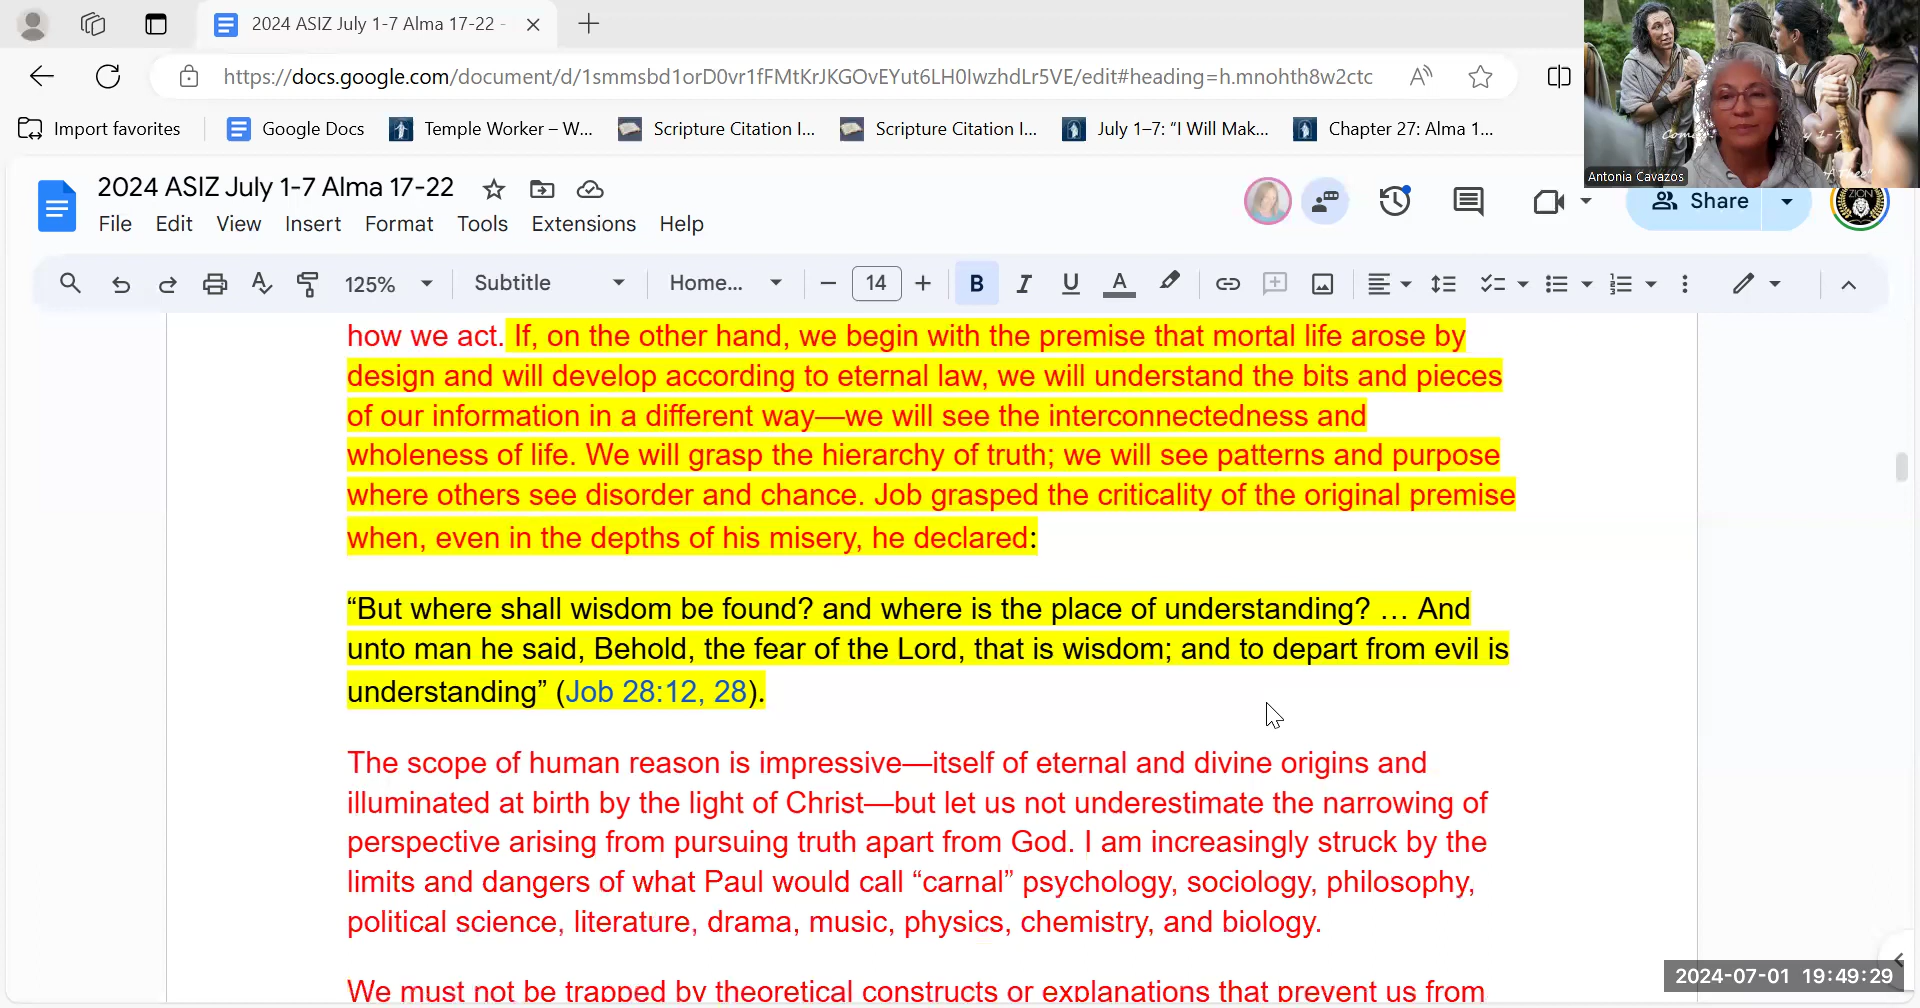 2024 ASIZ July 1-7 Alma 17-22 -
https://docs.google.com/document/d/1smmsbd1orD0vr1fFMtKrJKGOvEYut6LH0IwzhdLr5VE/edit#heading=h.mnohth8w2ctc
Import favorites Google Docs Temple Worker – W... Scripture Citation I... Scripture Citation I... July 1–7: “I Will Mak... Chapter 27: Alma 1...
Antonia Cavazos
2024 ASIZ July 1-7 Alma 17-22
File Edit View Insert Format Tools Extensions Help
Share
ZION
125% Subtitle Home... 14 B I U A
how we act. If, on the other hand, we begin with the premise that mortal life arose by
design and will develop according to eternal law, we will understand the bits and pieces
of our information in a different way—we will see the interconnectedness and
wholeness of life. We will grasp the hierarchy of truth; we will see patterns and purpose
where others see disorder and chance. Job grasped the criticality of the original premise
when, even in the depths of his misery, he declared:
“But where shall wisdom be found? and where is the place of understanding? … And
unto man he said, Behold, the fear of the Lord, that is wisdom; and to depart from evil is
understanding” (Job 28:12, 28).
The scope of human reason is impressive—itself of eternal and divine origins and
illuminated at birth by the light of Christ—but let us not underestimate the narrowing of
perspective arising from pursuing truth apart from God. I am increasingly struck by the
limits and dangers of what Paul would call “carnal” psychology, sociology, philosophy,
political science, literature, drama, music, physics, chemistry, and biology.
We must not be trapped by theoretical constructs or explanations that prevent us from
2024-07-01 19:49:29